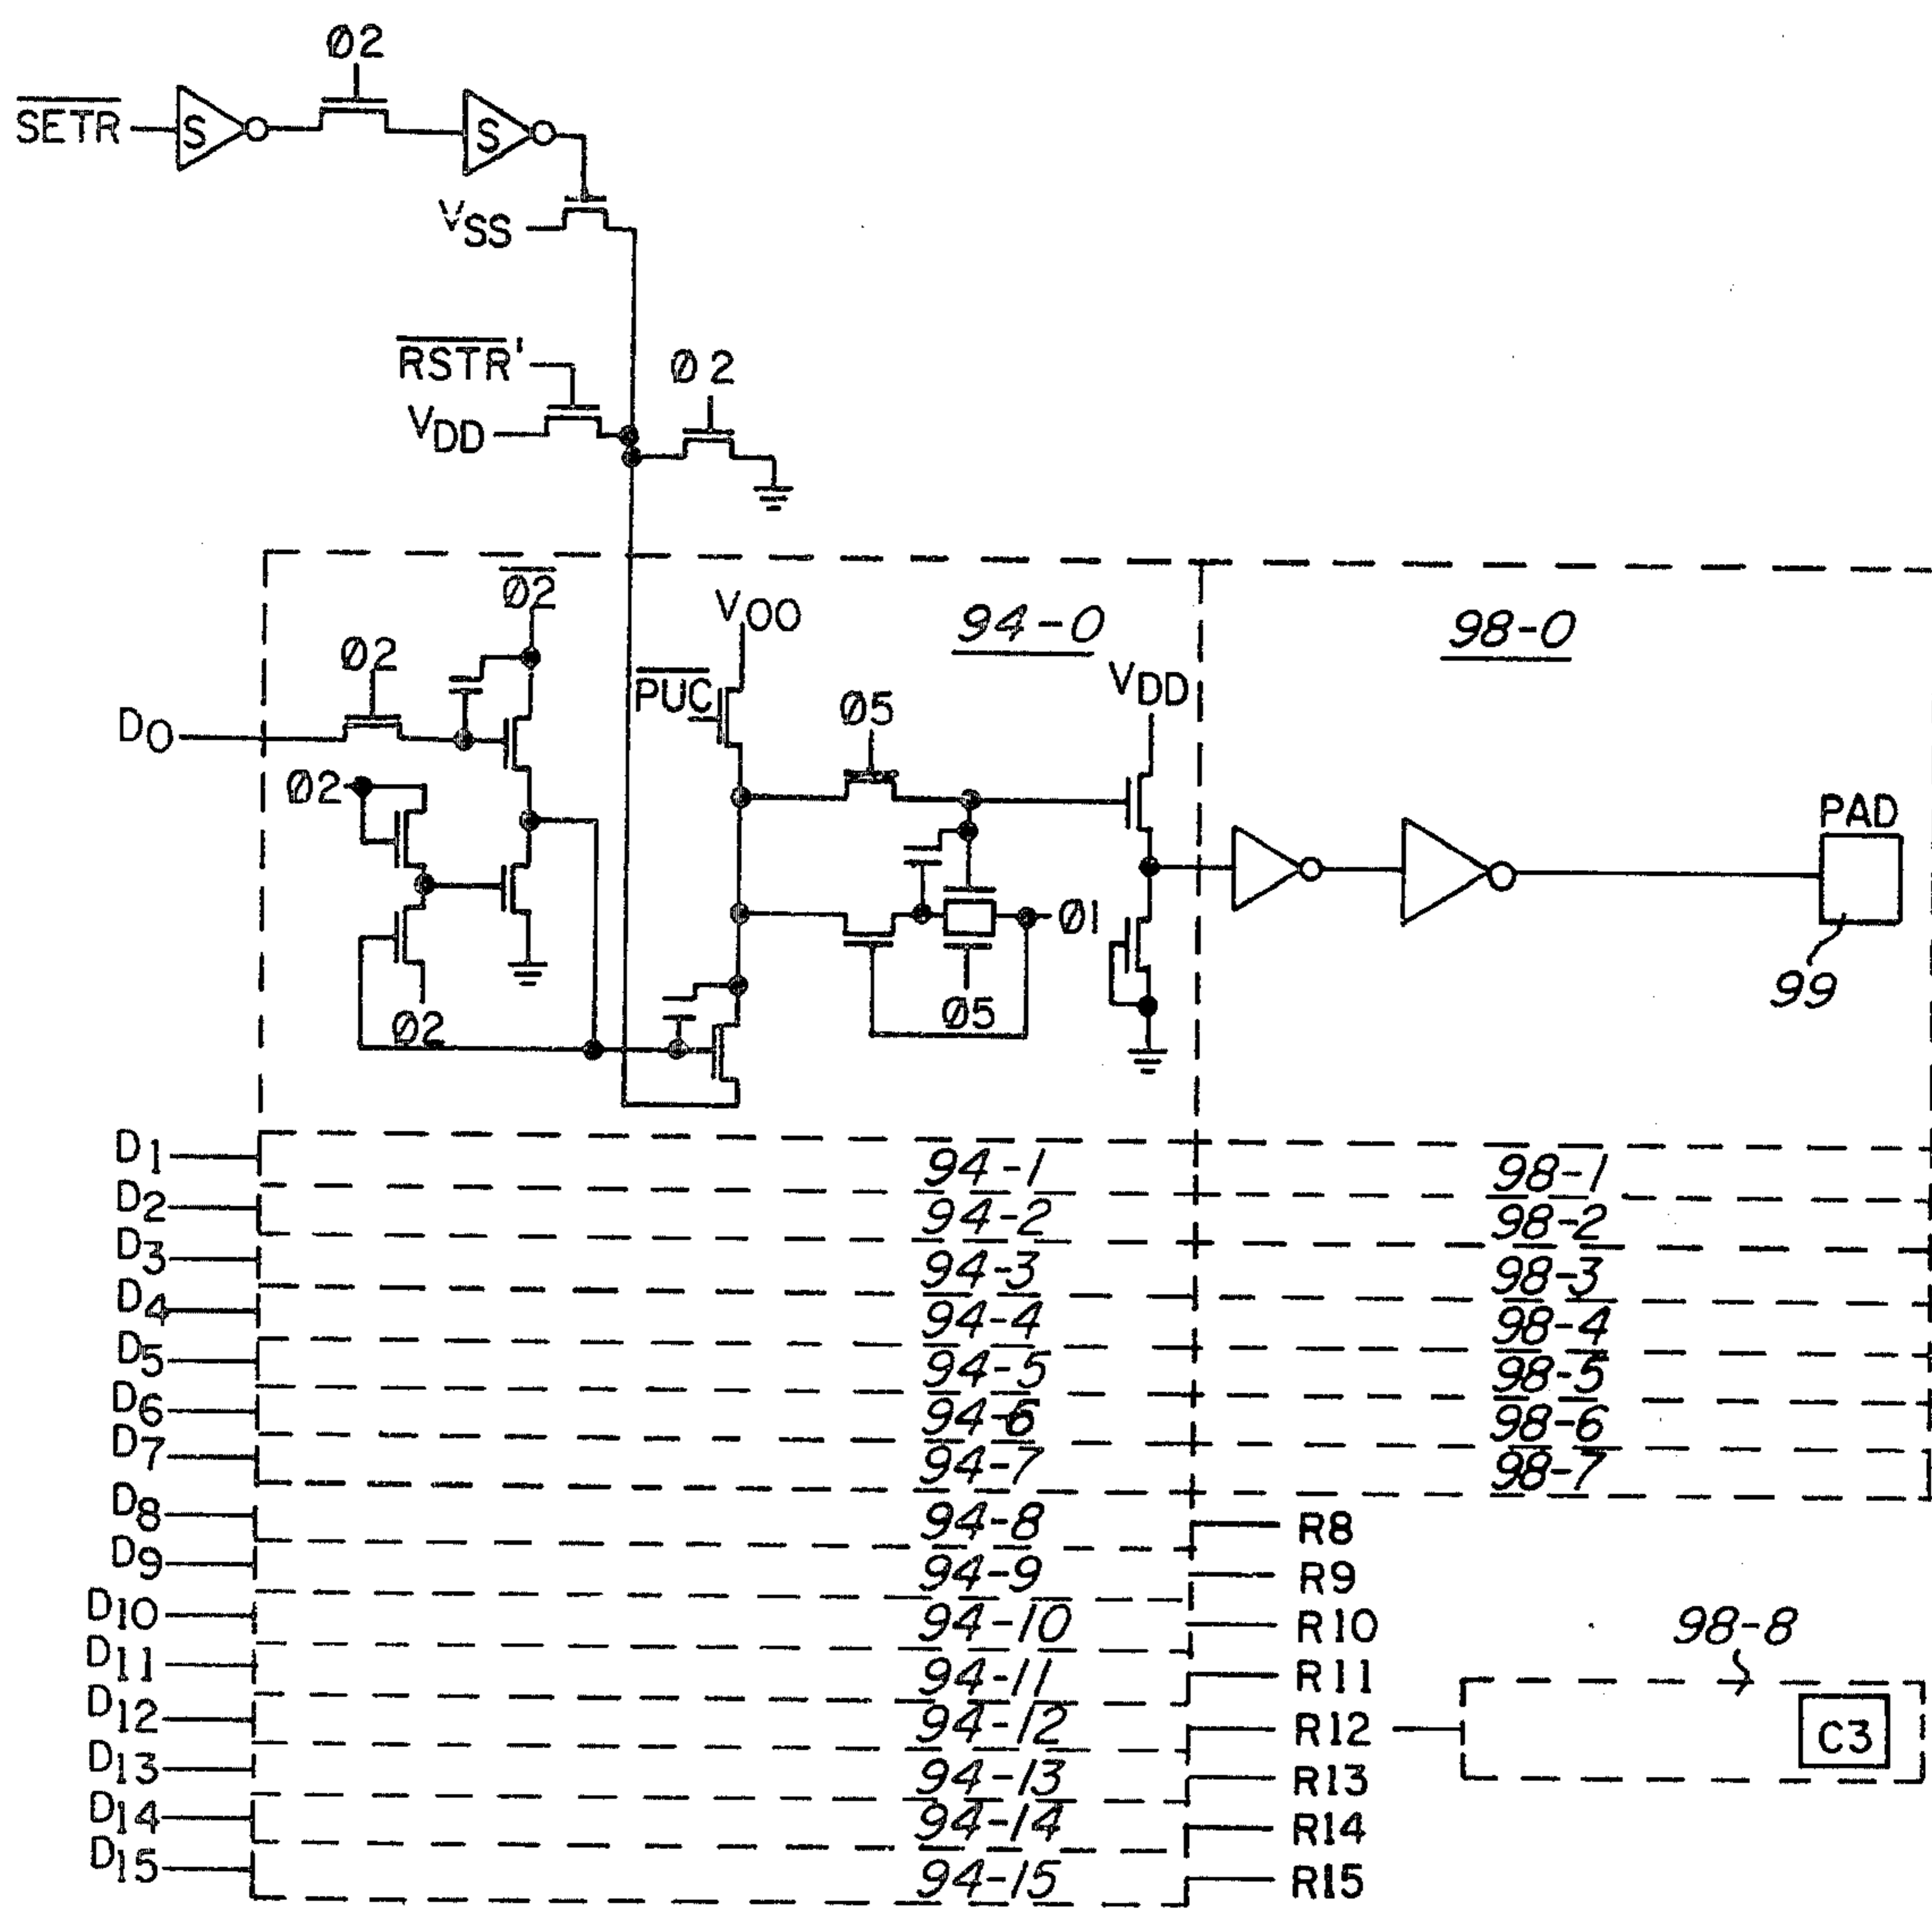 Ø2
SETR
S
S
VSS
RSTR'
Ø2
VDD
Ø2
VOO
94-0
98-0
Ø2
PUC
VDD
DO
Ø5
Ø2
PAD
Ø1
99
Ø5
Ø2
D1 94-1 98-1
D2 94-2 98-2
D3 94-3 98-3
D4 94-4 98-4
D5 94-5 98-5
D6 94-6 98-6
D7 94-7 98-7
D8 94-8 R8
D9 94-9 R9
D10 94-10 R10 98-8
D11 94-11 R11
D12 94-12 R12 C3
D13 94-13 R13
D14 94-14 R14
D15 94-15 R15